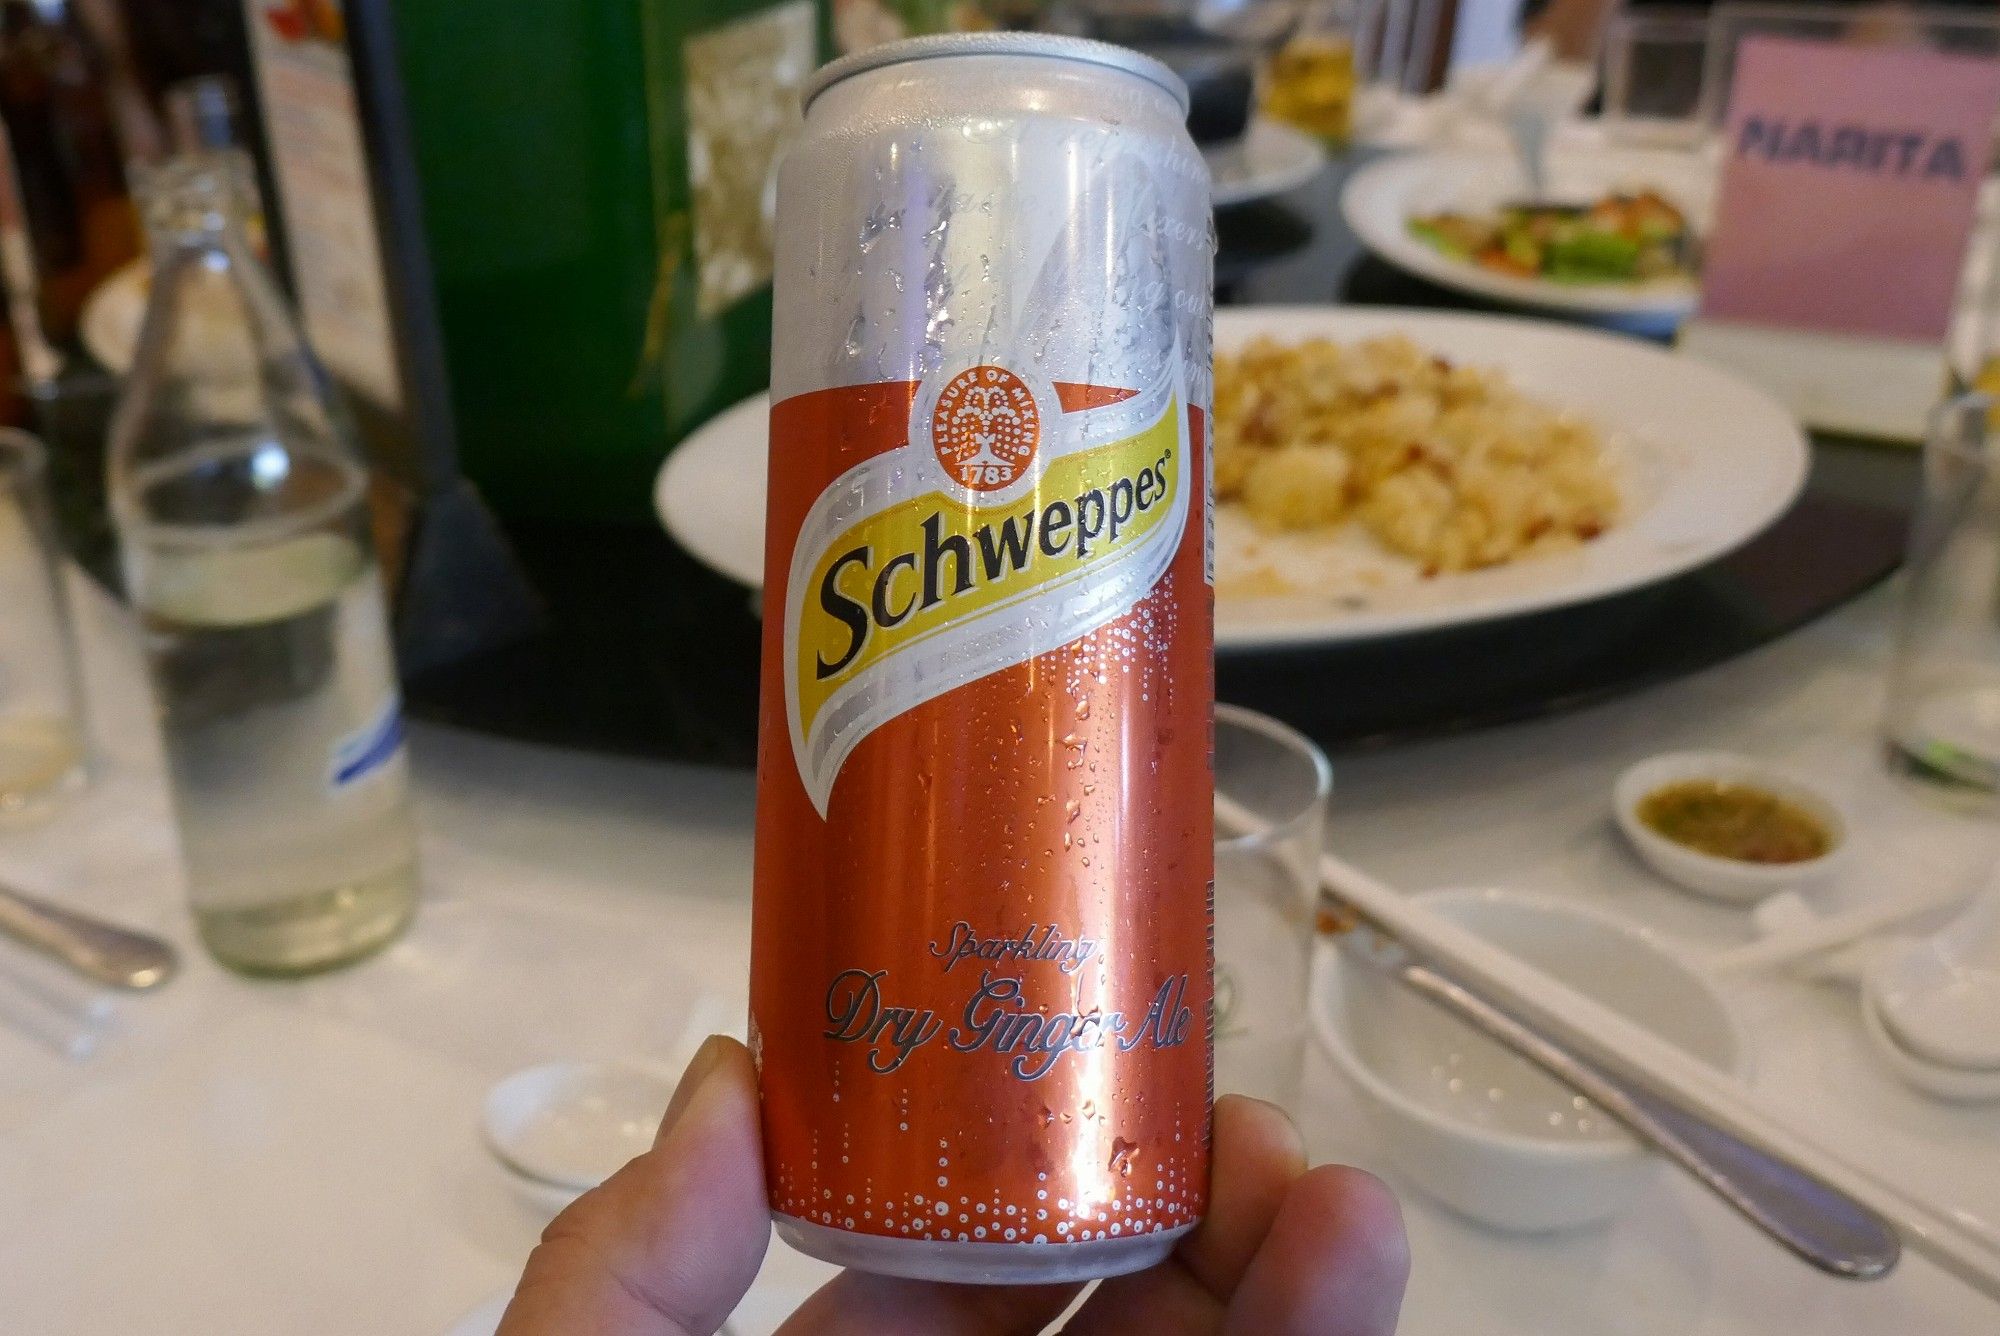 PLEASURE OF MIXING
1783
Schweppes®
Sparkling
Dry Ginger Ale
NARITA